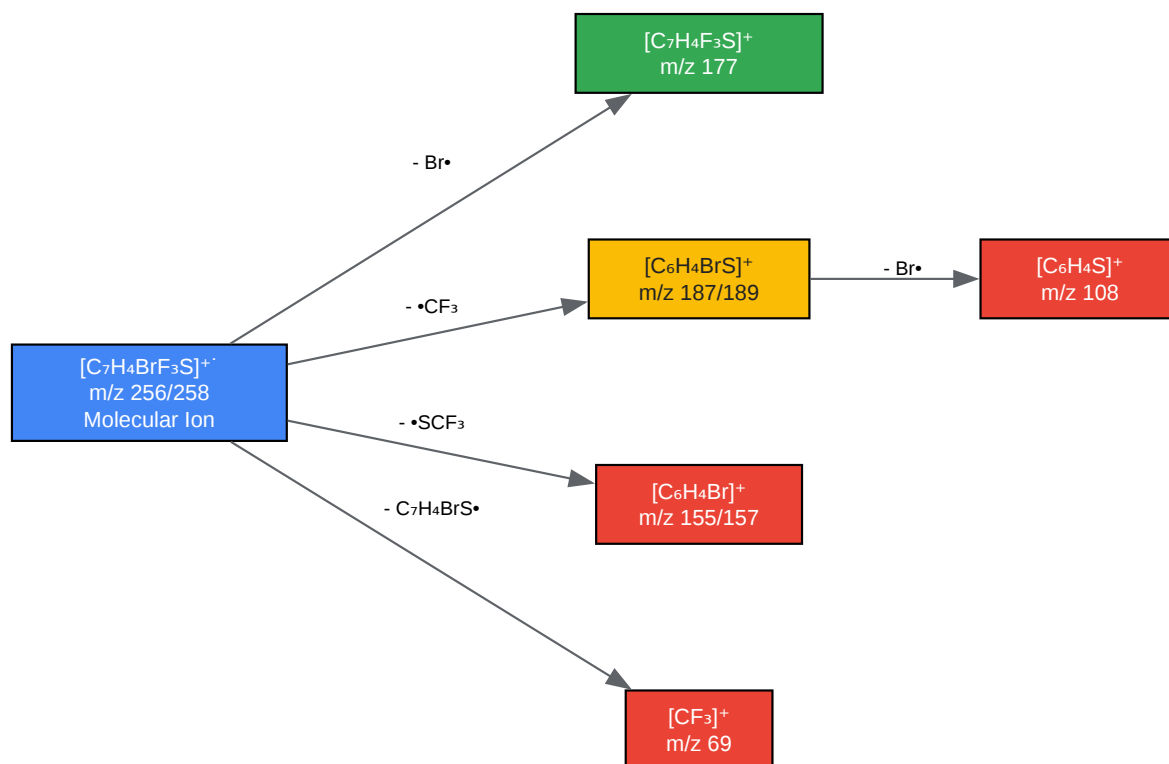 [C₇H₄F₃S]⁺
m/z 177
- Br•
[C₆H₄BrS]⁺
m/z 187/189
- Br•
[C₆H₄S]⁺
m/z 108
- •CF₃
[C₇H₄BrF₃S]⁺˙
m/z 256/258
Molecular Ion
- •SCF₃
[C₆H₄Br]⁺
m/z 155/157
- C₇H₄BrS•
[CF₃]⁺
m/z 69